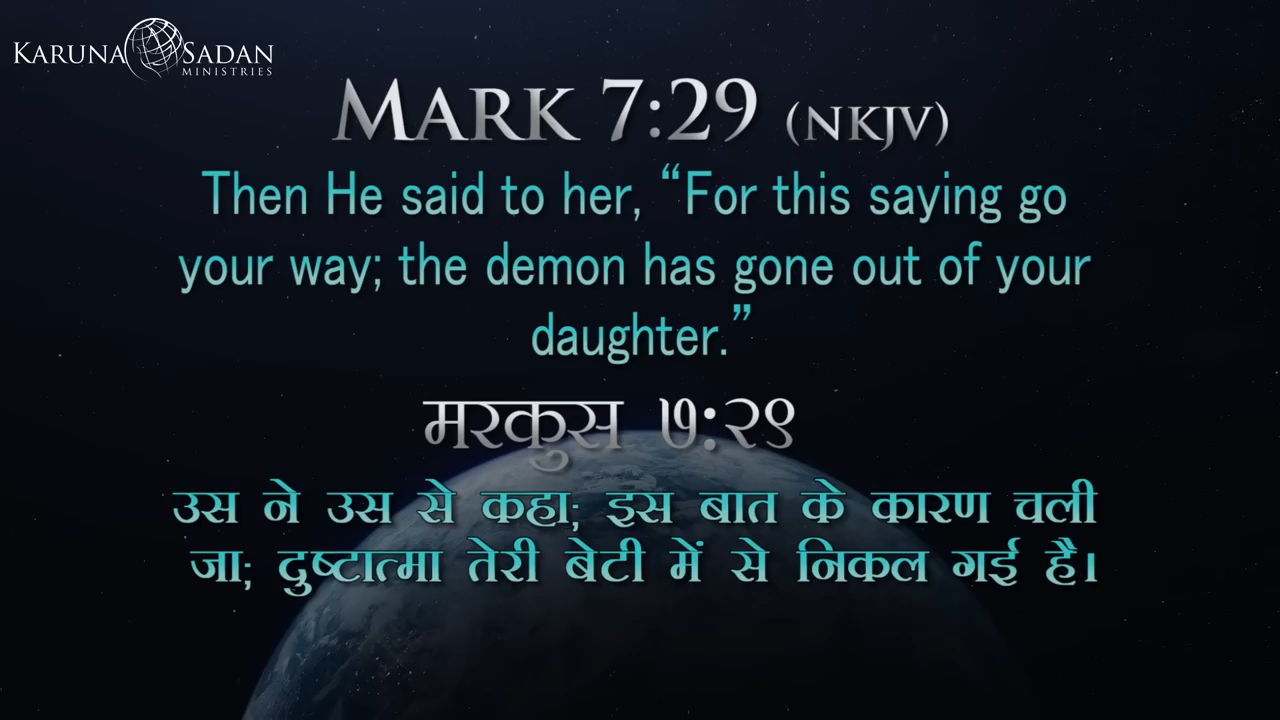 KARUNA SADAN
MINISTRIES
MARK 7:29 (NKJV)
Then He said to her, “For this saying go
your way; the demon has gone out of your
daughter.”
मरकुस ७:२९
उस ने उस से कहा; इस बात के कारण चली
जा; दुष्टात्मा तेरी बेटी में से निकल गई है।